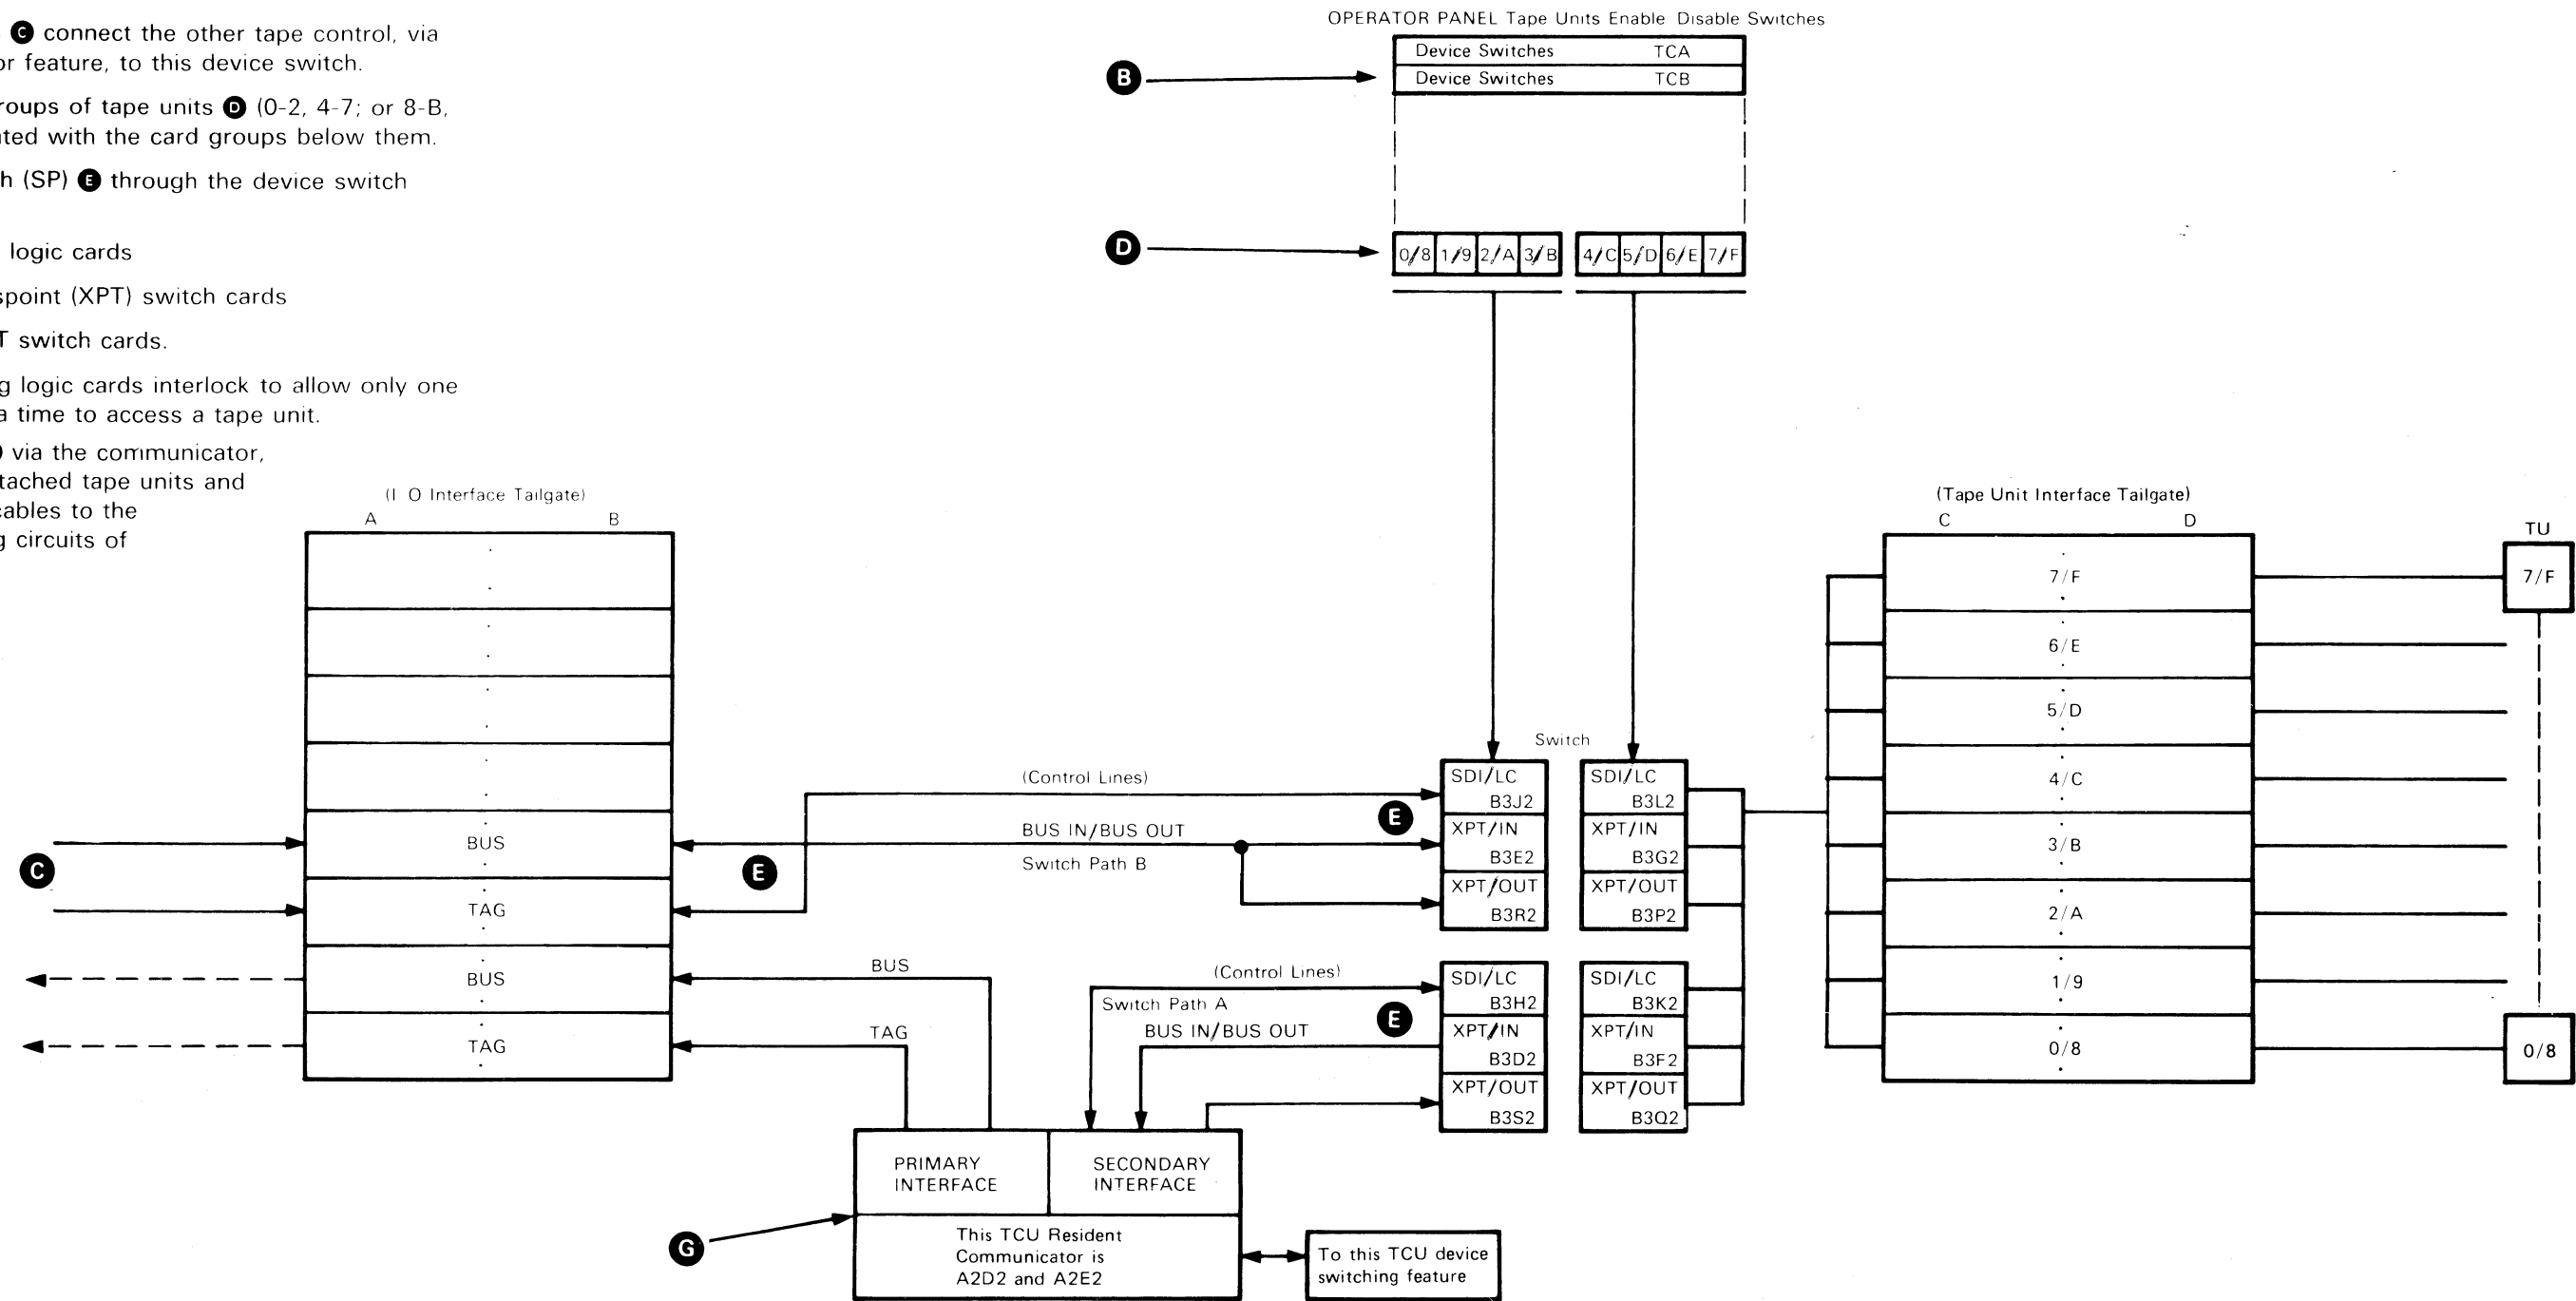 C connect the other tape control, via
or feature, to this device switch.
roups of tape units D (0-2, 4-7; or 8-B,
ated with the card groups below them.
h (SP) E through the device switch
logic cards
spoint (XPT) switch cards
T switch cards.
g logic cards interlock to allow only one
a time to access a tape unit.
) via the communicator,
tached tape units and
cables to the
g circuits of
OPERATOR PANEL Tape Units Enable Disable Switches
Device Switches TCA
Device Switches TCB
B
D
0/8 1/9 2/A 3/B 4/C 5/D 6/E 7/F
(I O Interface Tailgate)
A B
BUS
TAG
BUS
TAG
C
E
(Control Lines)
BUS IN/BUS OUT
Switch Path B
E
BUS
TAG
(Control Lines)
Switch Path A
BUS IN/BUS OUT
E
Switch
SDI/LC
B3J2
XPT/IN
B3E2
XPT/OUT
B3R2
SDI/LC
B3L2
XPT/IN
B3G2
XPT/OUT
B3P2
SDI/LC
B3H2
XPT/IN
B3D2
XPT/OUT
B3S2
SDI/LC
B3K2
XPT/IN
B3F2
XPT/OUT
B3Q2
(Tape Unit Interface Tailgate)
C D
7/F
6/E
5/D
4/C
3/B
2/A
1/9
0/8
TU
7/F
0/8
PRIMARY
INTERFACE
SECONDARY
INTERFACE
G
This TCU Resident
Communicator is
A2D2 and A2E2
To this TCU device
switching feature